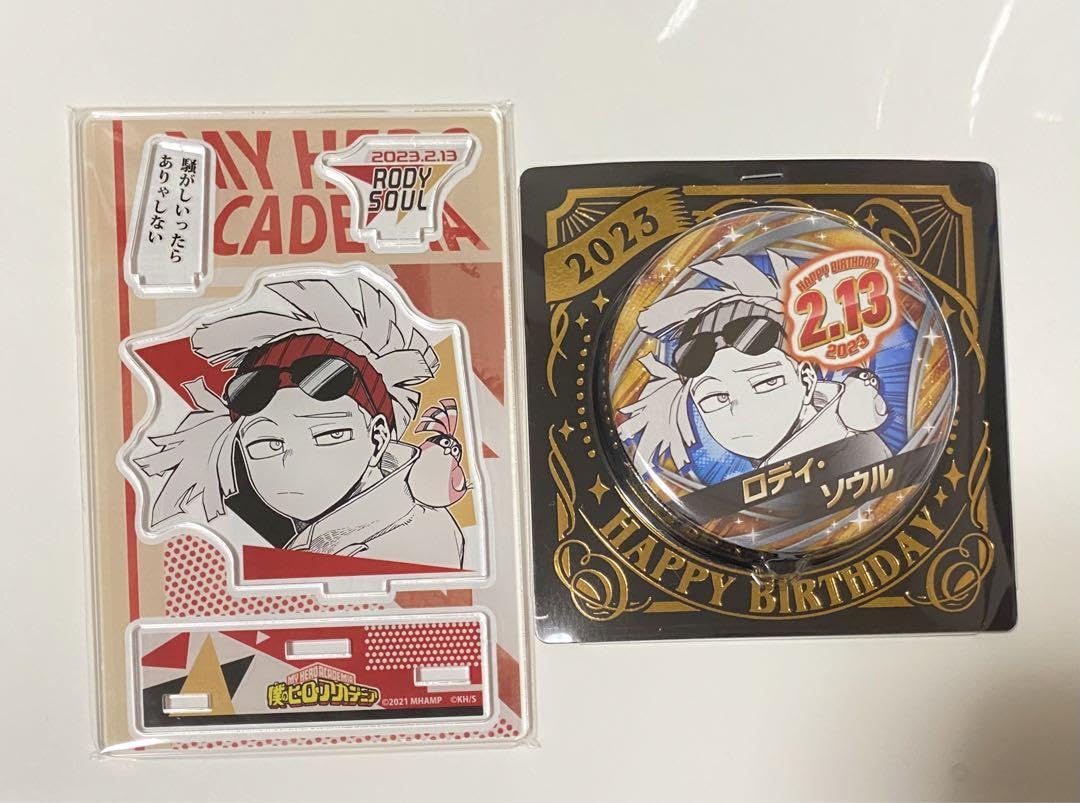 MY HERO
ACADEMIA
騒がしいったら
ありゃしない
2023.2.13
RODY
SOUL
MY HERO ACADEMIA
僕のヒーローアカデミア
©2021 MHAMP ©KH/S
2023
HAPPY BIRTHDAY
2.13
2023
ロディ・
ソウル
HAPPY BIRTHDAY